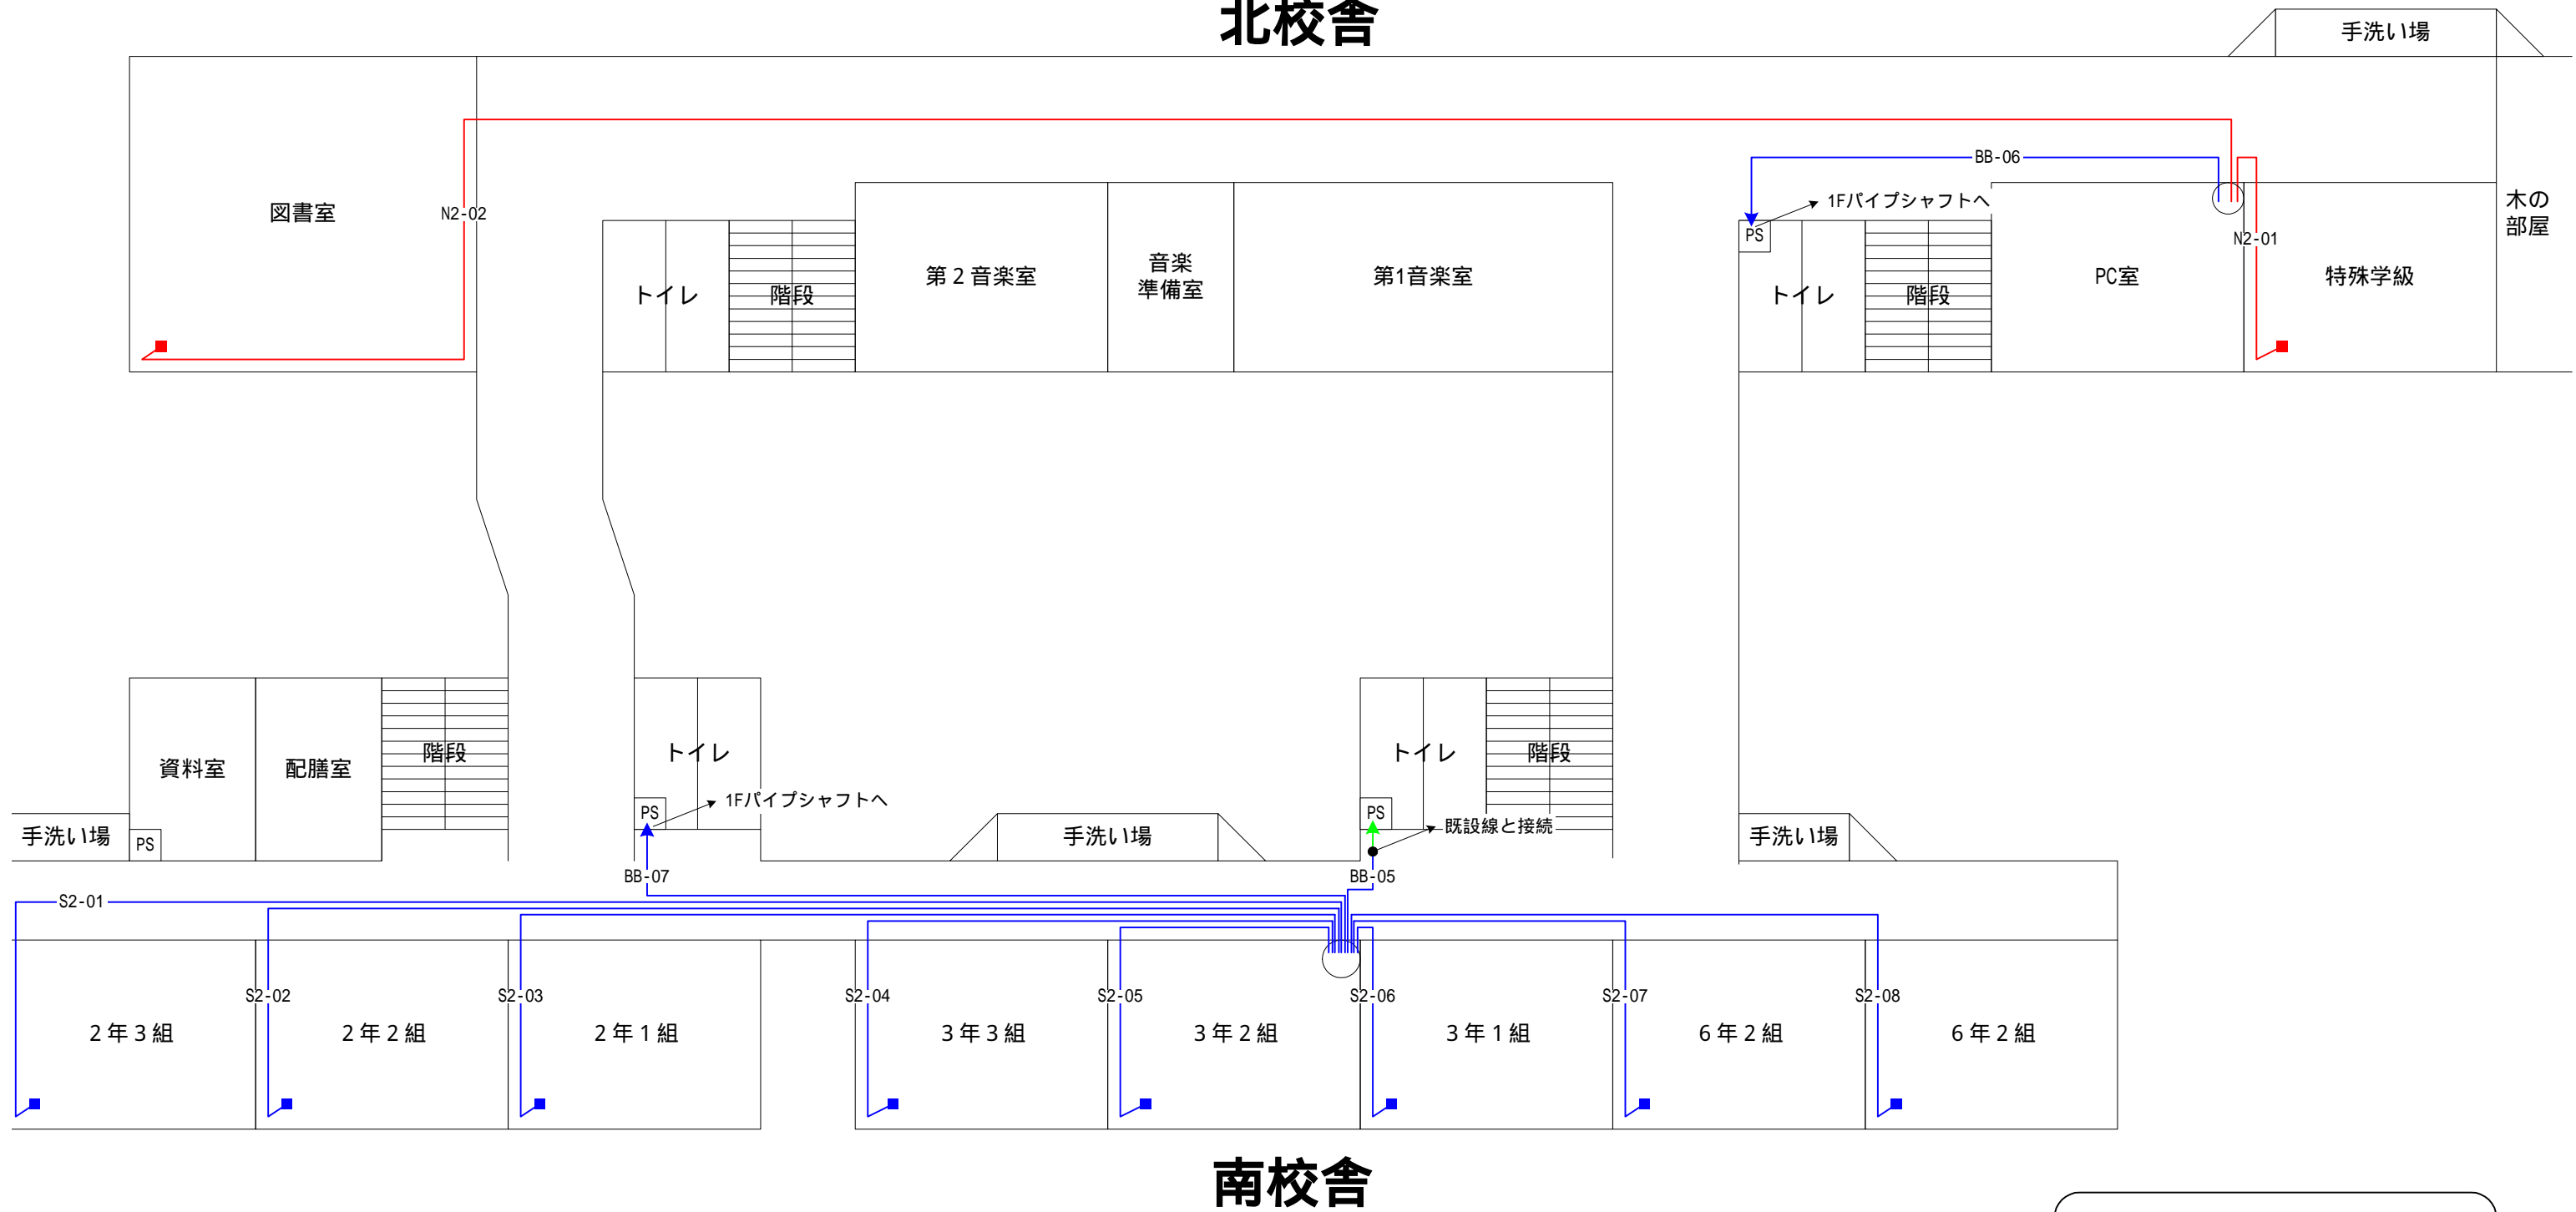 北校舎
手洗い場
BB-06
図書室
N2-02
1Fパイプシャフトへ
木の
部屋
PS
N2-01
トイレ
階段
第２音楽室
音楽
準備室
第1音楽室
トイレ
階段
PC室
特殊学級
資料室
配膳室
階段
トイレ
トイレ
階段
PS
1Fパイプシャフトへ
PS
既設線と接続
手洗い場
PS
手洗い場
手洗い場
BB-07
BB-05
S2-01
S2-02
S2-03
S2-04
S2-05
S2-06
S2-07
S2-08
２年３組
２年２組
２年１組
３年３組
３年２組
３年１組
６年２組
６年２組
南校舎